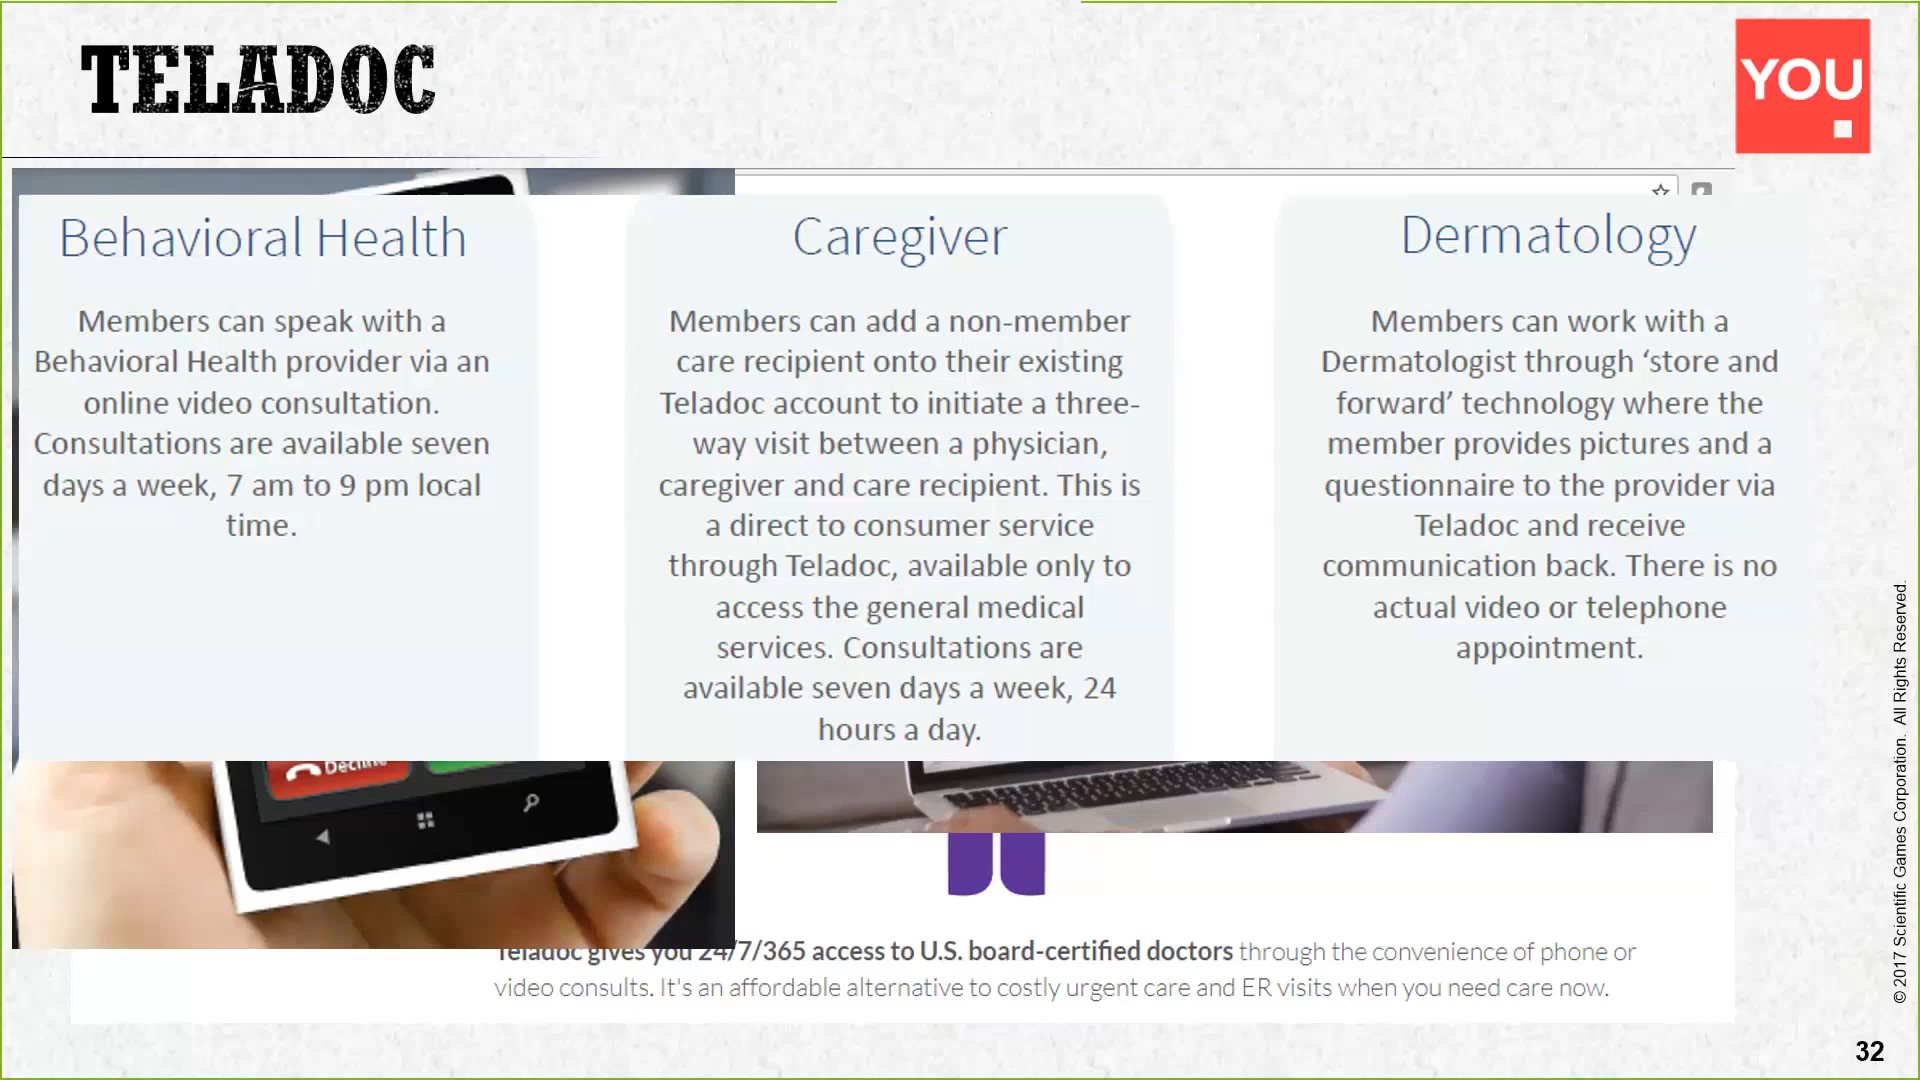 TELADOC
YOU
Behavioral Health
Members can speak with a
Behavioral Health provider via an
online video consultation.
Consultations are available seven
days a week, 7 am to 9 pm local
time.
Caregiver
Members can add a non-member
care recipient onto their existing
Teladoc account to initiate a three-
way visit between a physician,
caregiver and care recipient. This is
a direct to consumer service
through Teladoc, available only to
access the general medical
services. Consultations are
available seven days a week, 24
hours a day.
Dermatology
Members can work with a
Dermatologist through ‘store and
forward’ technology where the
member provides pictures and a
questionnaire to the provider via
Teladoc and receive
communication back. There is no
actual video or telephone
appointment.
Decline
Teladoc gives you 24/7/365 access to U.S. board-certified doctors through the convenience of phone or
video consults. It's an affordable alternative to costly urgent care and ER visits when you need care now.
© 2017 Scientific Games Corporation. All Rights Reserved.
32